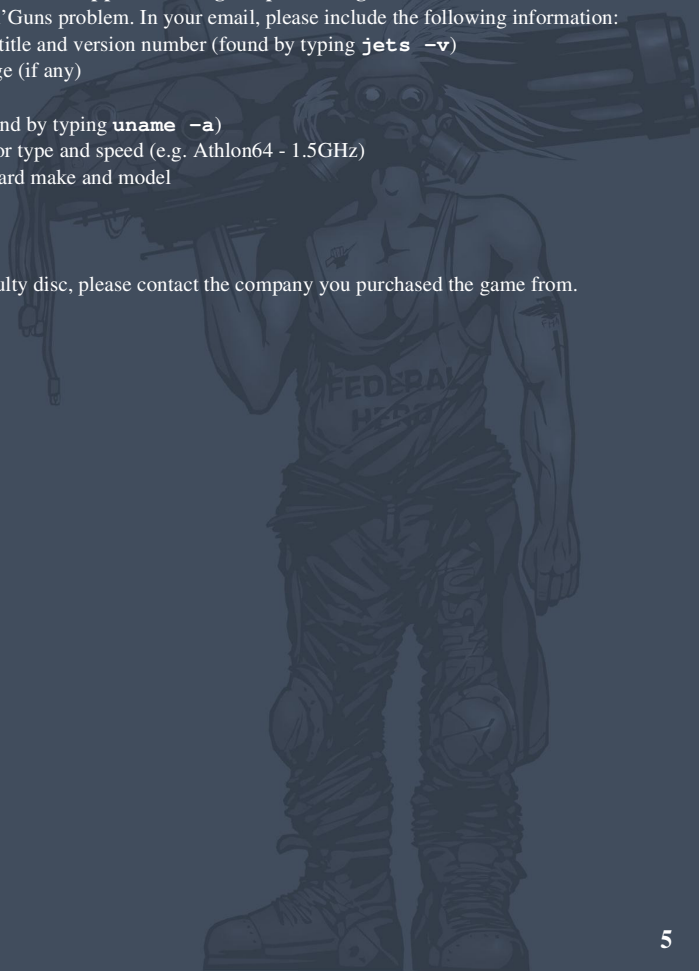 'Guns problem. In your email, please include the following information:
title and version number (found by typing jets -v)
ge (if any)
nd by typing uname -a)
or type and speed (e.g. Athlon64 - 1.5GHz)
ard make and model
ulty disc, please contact the company you purchased the game from.
FEDERAL
HERO
5